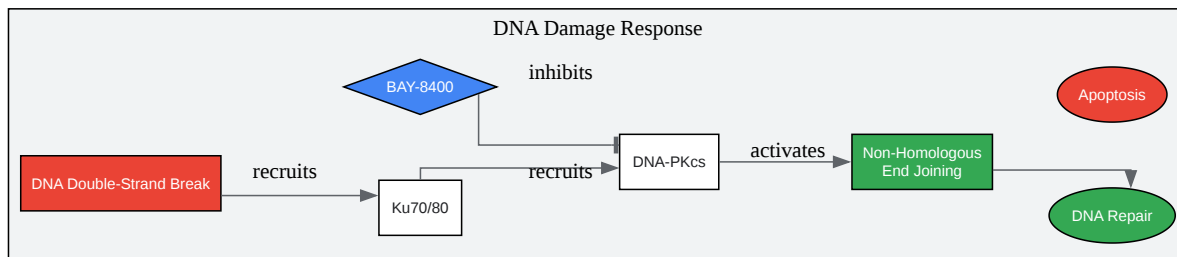 DNA Damage Response
BAY-8400
inhibits
Apoptosis
DNA Double-Strand Break
recruits
Ku70/80
recruits
DNA-PKcs
activates
Non-Homologous
End Joining
DNA Repair